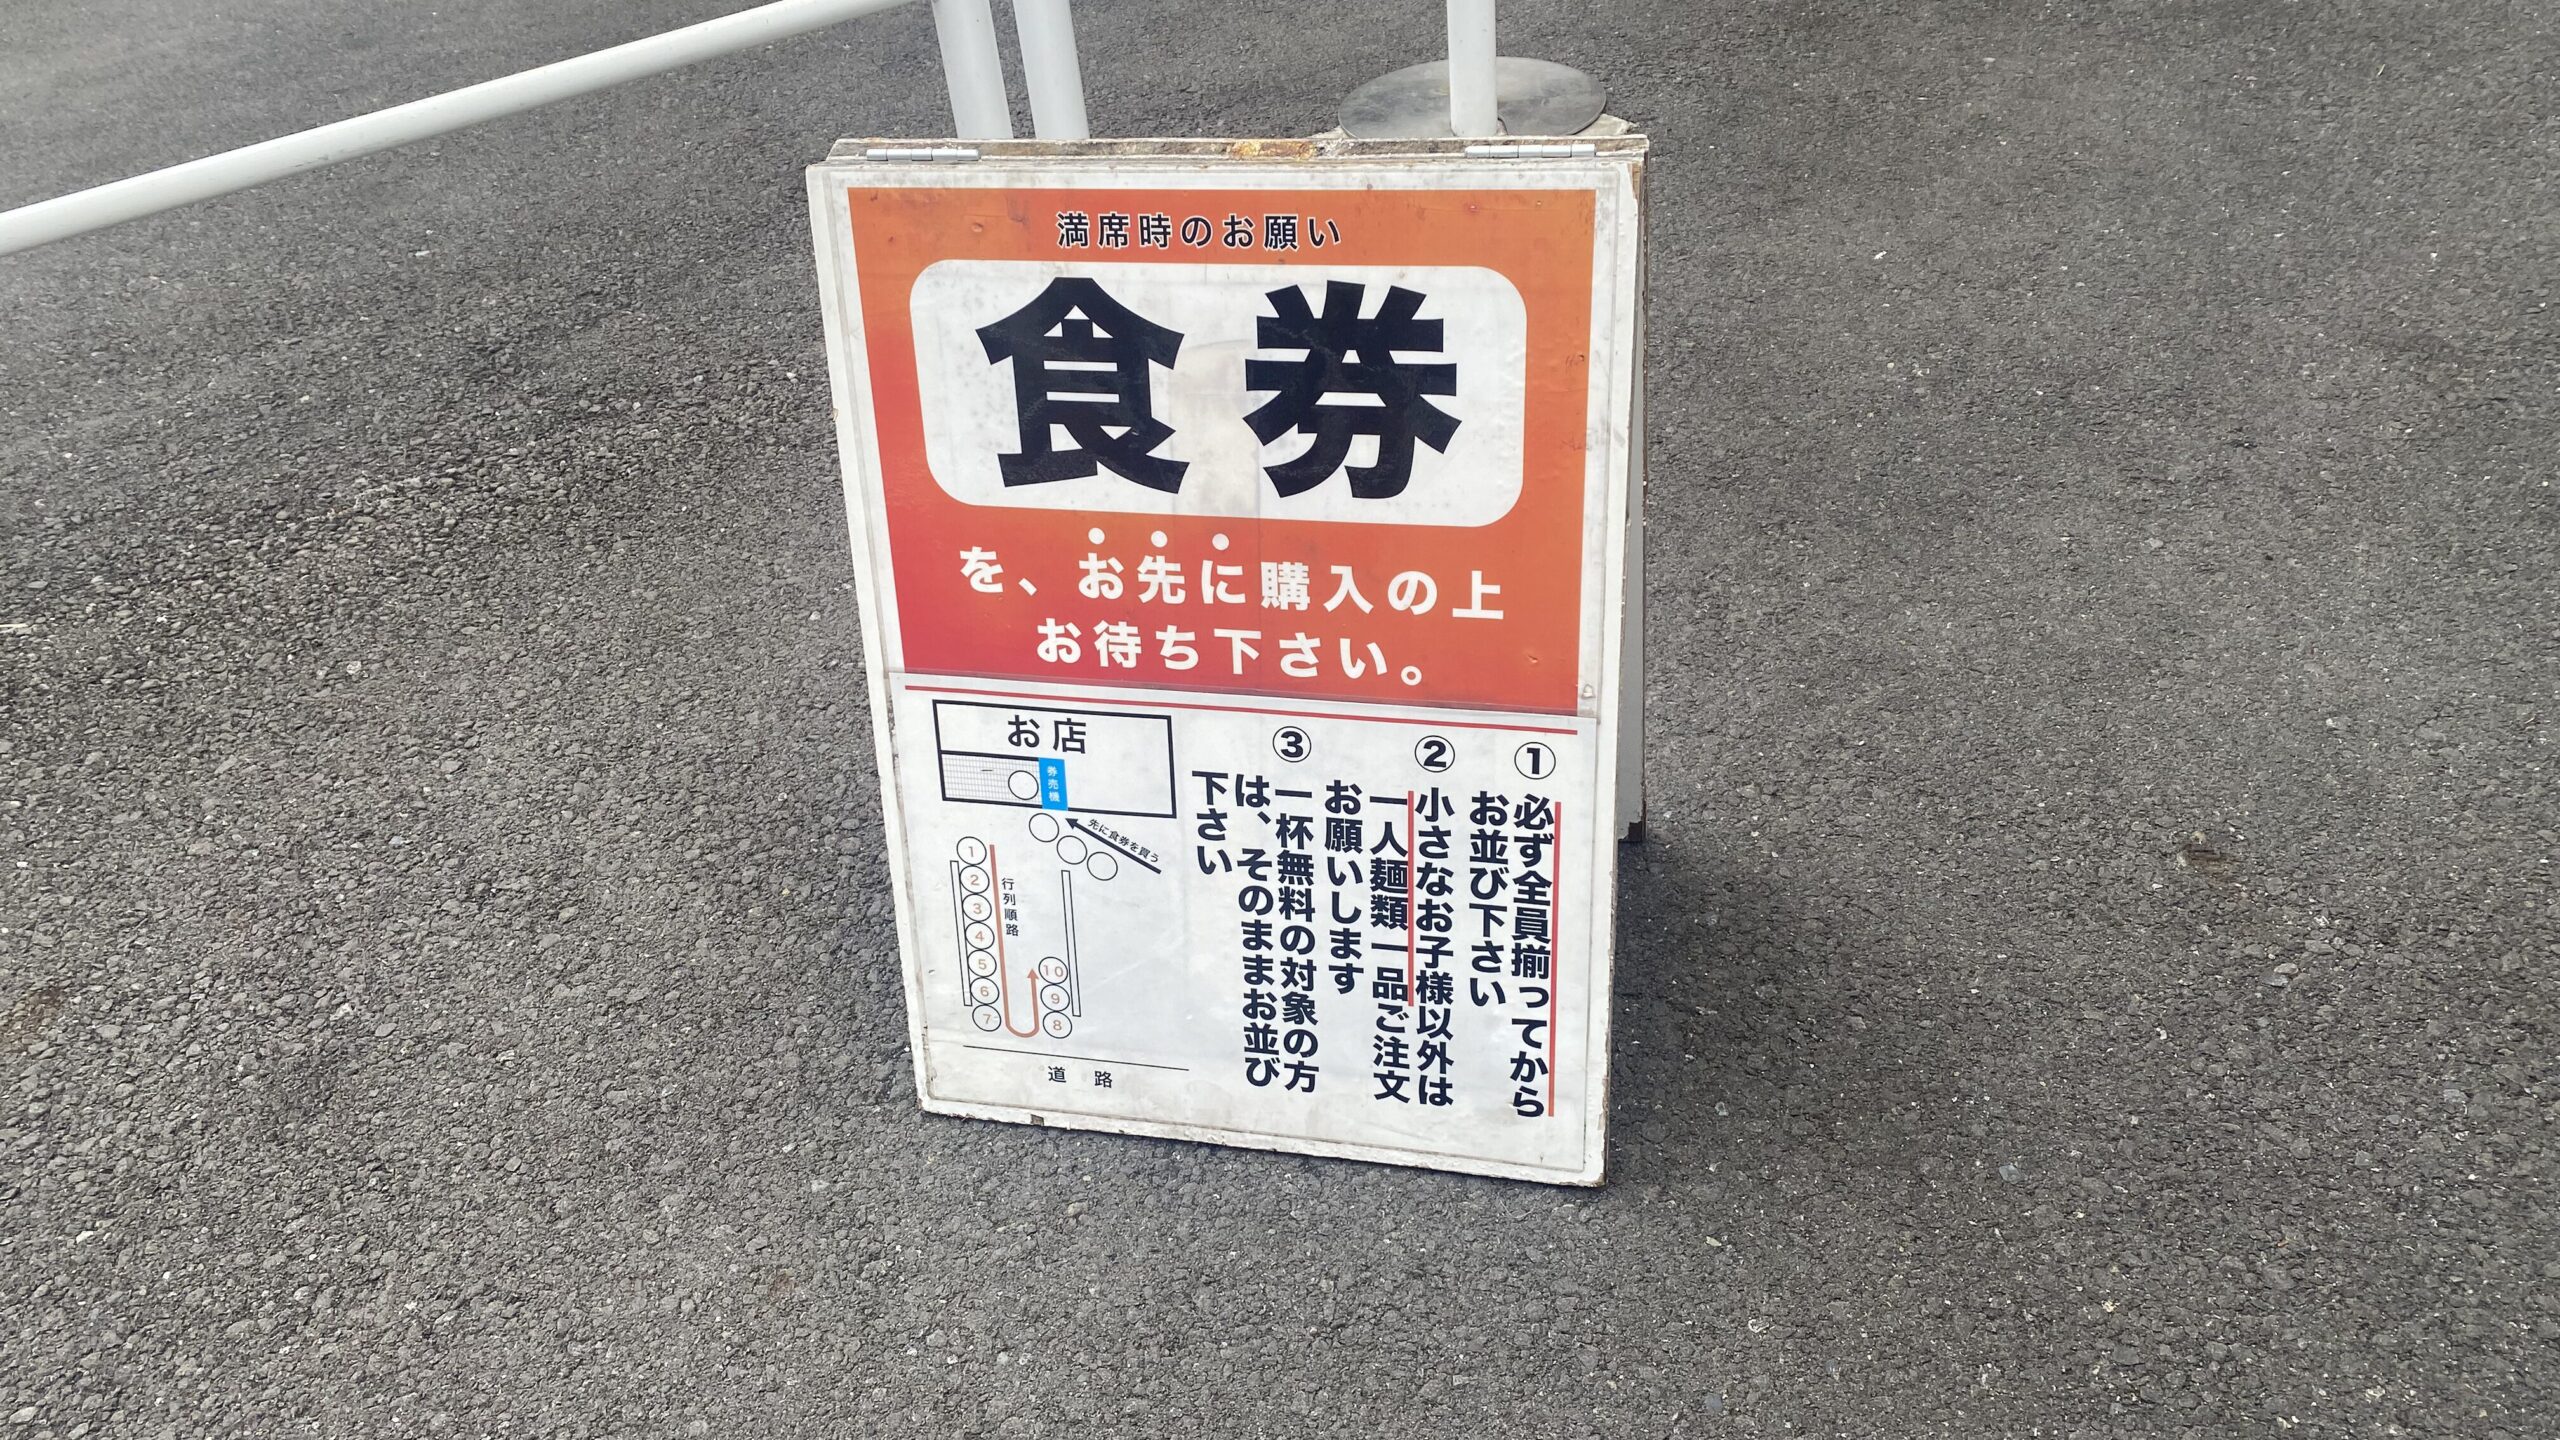 満席時のお願い
食券
を、お先に購入の上
お待ち下さい。
①必ず全員揃ってから
お並び下さい
②小さなお子様以外は
一人麺類一品ご注文
お願いします
③一杯無料の対象の方
は、そのままお並び
下さい
お店
券売機
先に食券を買う
行列順路
1
2
3
4
5
6
7
8
9
10
道路